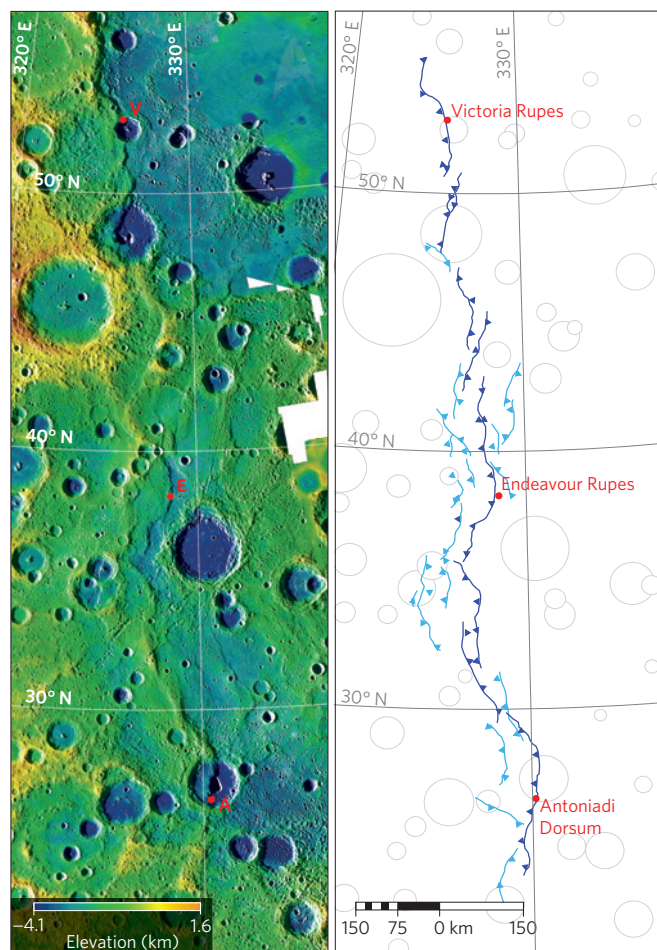 320° E
330° E
V
50° N
40° N
E
30° N
A
−4.1
1.6
Elevation (km)
320° E
330° E
Victoria Rupes
50° N
40° N
Endeavour Rupes
30° N
Antoniadi
Dorsum
150
75
0 km
150